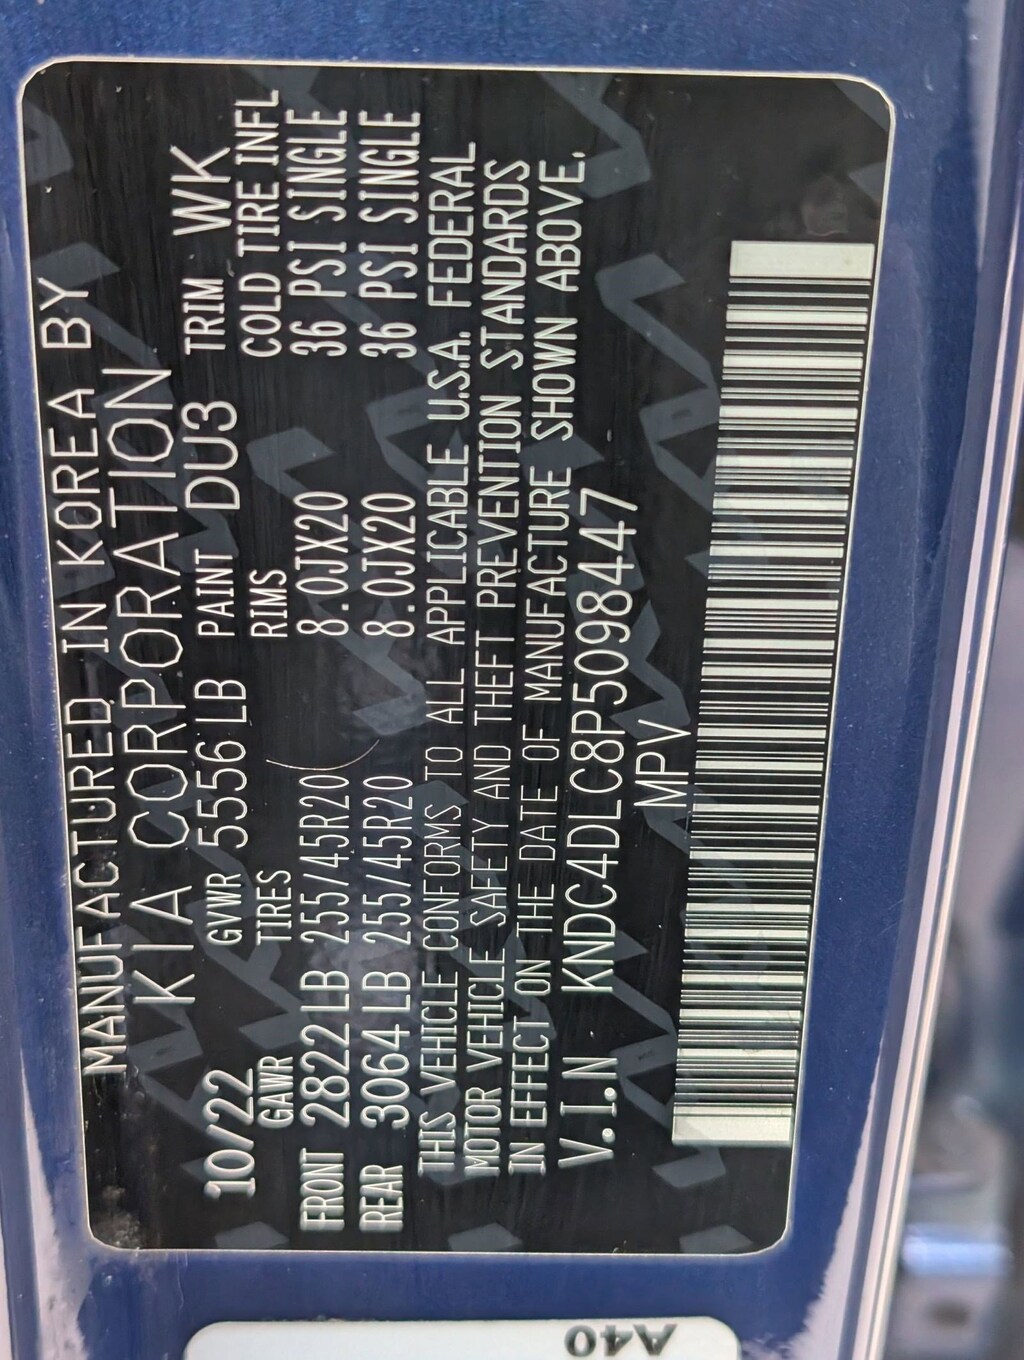 MANUFACTURED IN KOREA BY
KIA CORPORATION
10/22 GVWR 5556 LB PAINT DU3 TRIM WK
GAWR TIRES RIMS COLD TIRE INFL
FRONT 2822 LB 255/45R20 8.0JX20 36 PSI SINGLE
REAR 3064 LB 255/45R20 8.0JX20 36 PSI SINGLE
THIS VEHICLE CONFORMS TO ALL APPLICABLE U.S.A. FEDERAL
MOTOR VEHICLE SAFETY AND THEFT PREVENTION STANDARDS
IN EFFECT ON THE DATE OF MANUFACTURE SHOWN ABOVE.
V.I.N KNDC4DLC8P5098447
MPV
A40